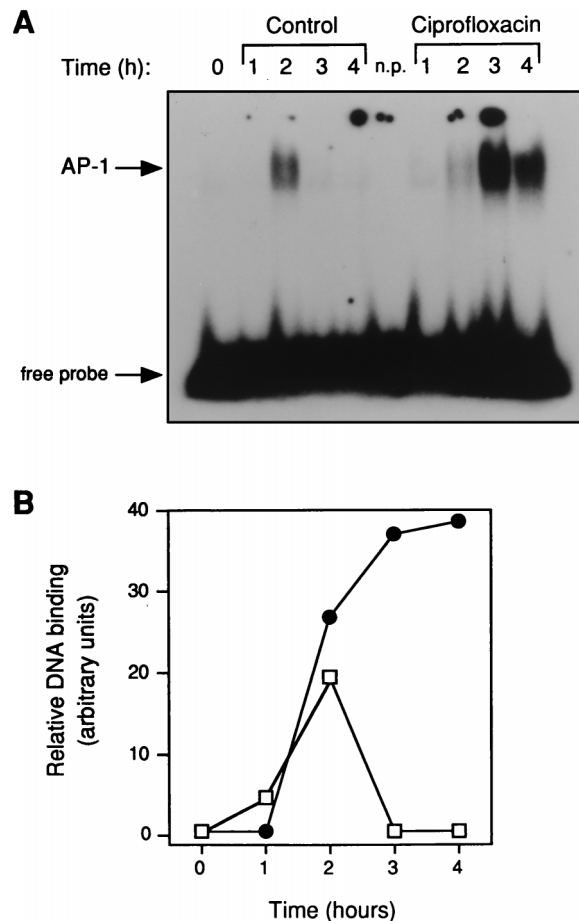 A
Control Ciprofloxacin
Time (h): 0 1 2 3 4 n.p. 1 2 3 4
AP-1
free probe
B
40
30
20
10
0
Relative DNA binding
(arbitrary units)
0 1 2 3 4
Time (hours)